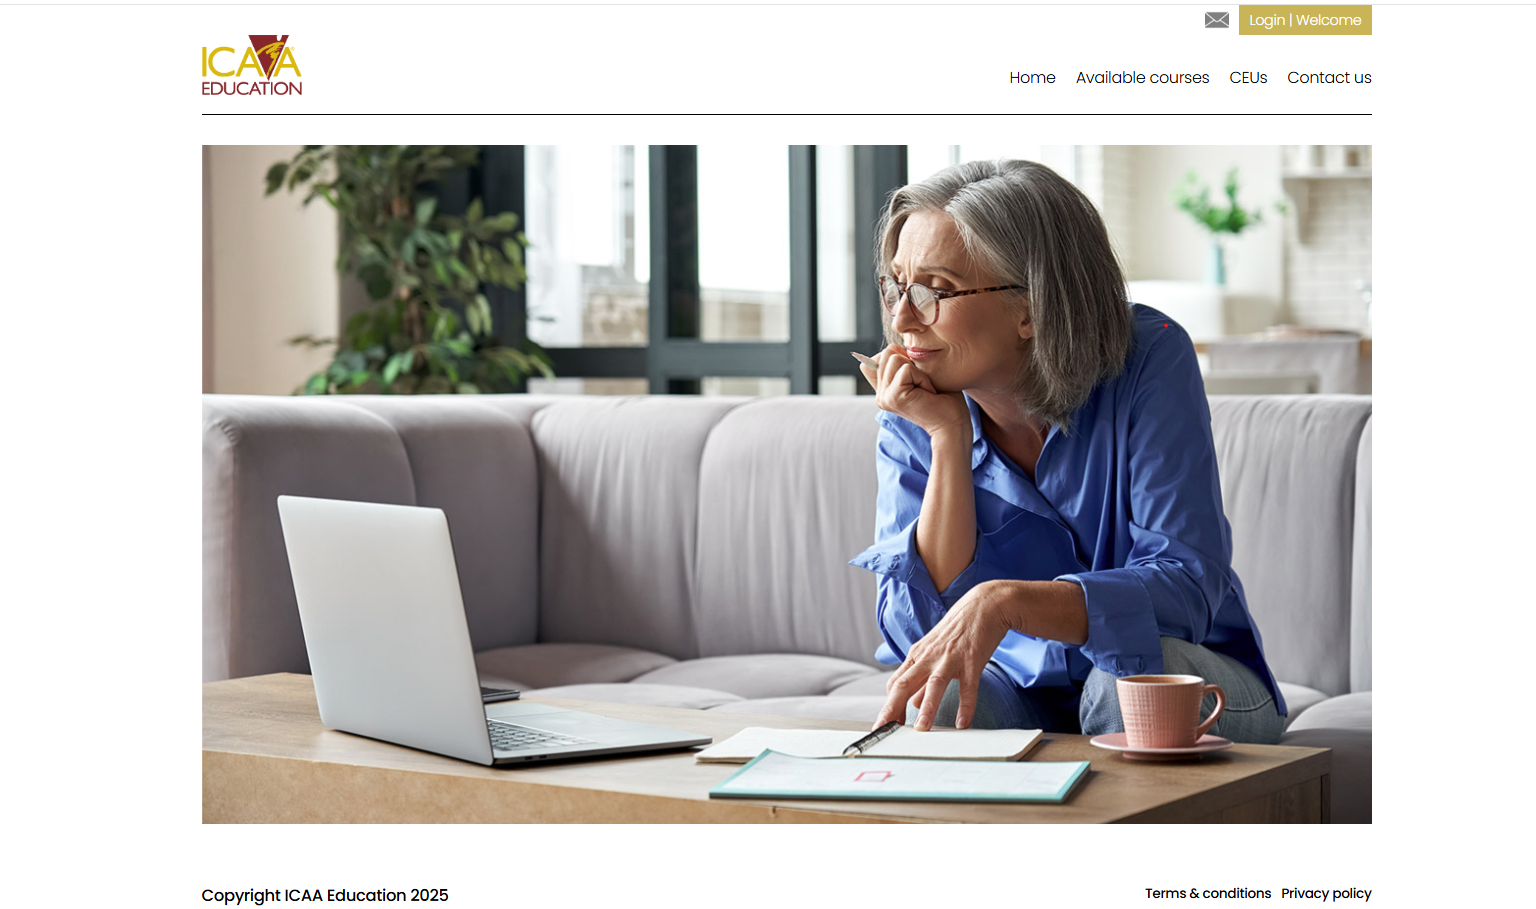 Login | Welcome
ICAA
EDUCATION
Home Available courses CEUs Contact us
Copyright ICAA Education 2025
Terms & conditions Privacy policy